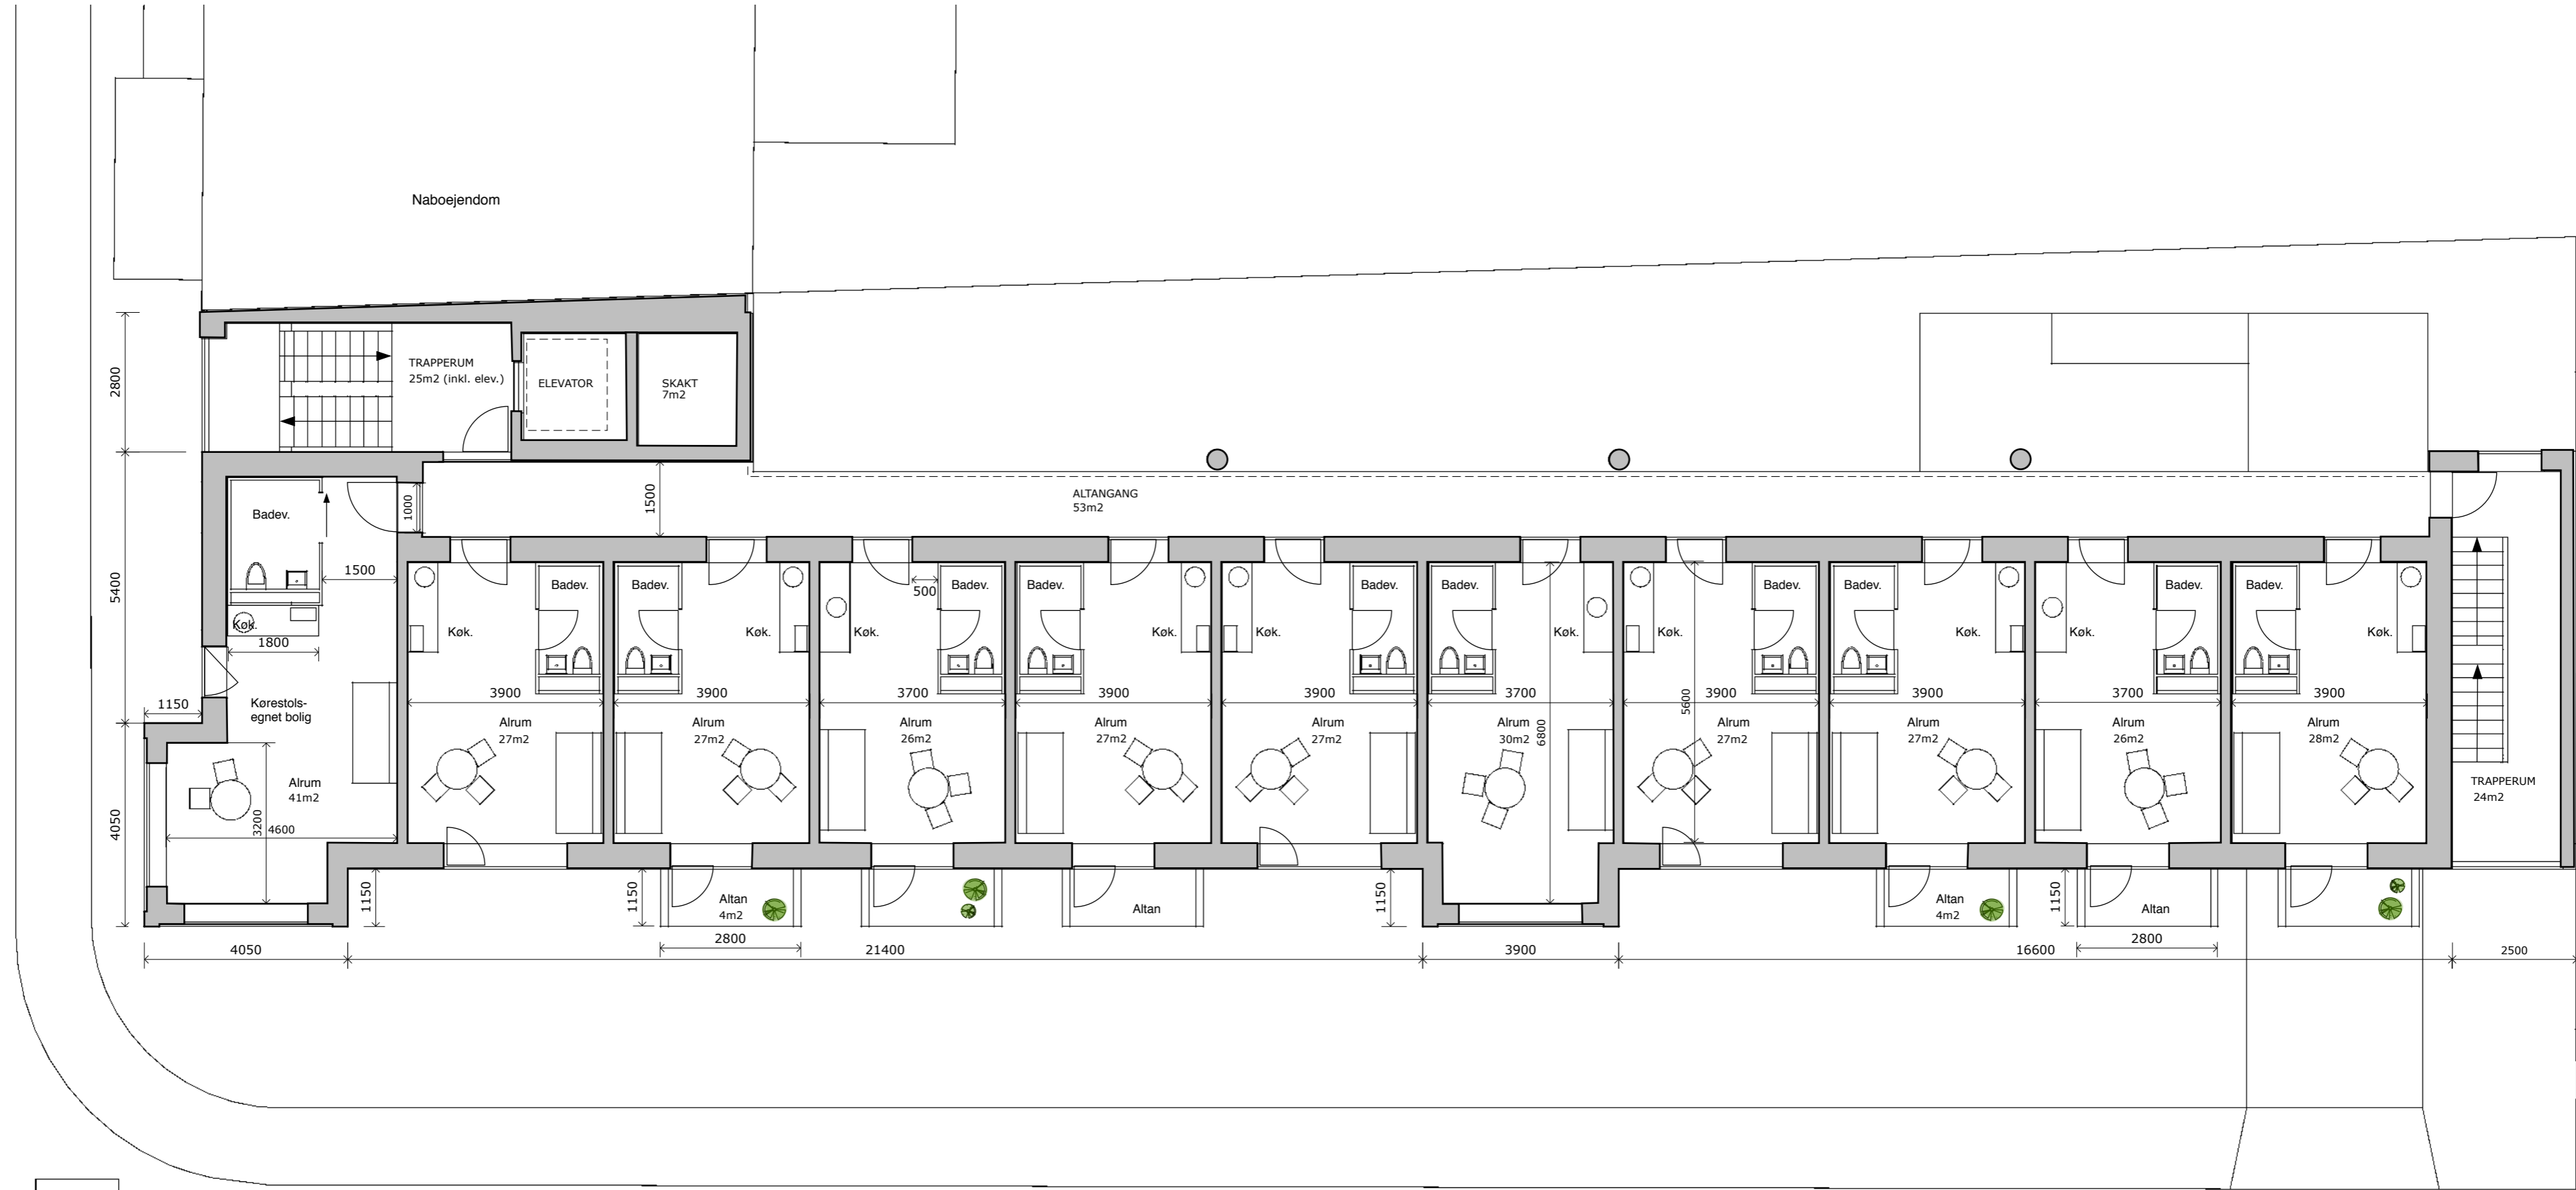 Naboejendom
TRAPPERUM
25m2 (inkl. elev.)
ELEVATOR
SKAKT
7m2
2800
5400
4050
1150
ALTANGANG
53m2
1500
1000
Badev.
1500
Køk.
1800
Kørestols-
egnet bolig
Alrum
41m2
3200
4600
Badev.
Køk.
3900
Alrum
27m2
Badev.
Køk.
3900
Alrum
27m2
500
Badev.
Køk.
3700
Alrum
26m2
Badev.
Køk.
3900
Alrum
27m2
Badev.
Køk.
3900
Alrum
27m2
Badev.
Køk.
3700
Alrum
30m2
6800
Badev.
Køk.
3900
5600
Alrum
27m2
Badev.
Køk.
3900
Alrum
27m2
Badev.
Køk.
3700
Alrum
26m2
Badev.
Køk.
3900
Alrum
28m2
TRAPPERUM
24m2
1150
1150
Altan
4m2
Altan
1150
Altan
4m2
1150
Altan
2800
2800
4050
21400
3900
16600
2500